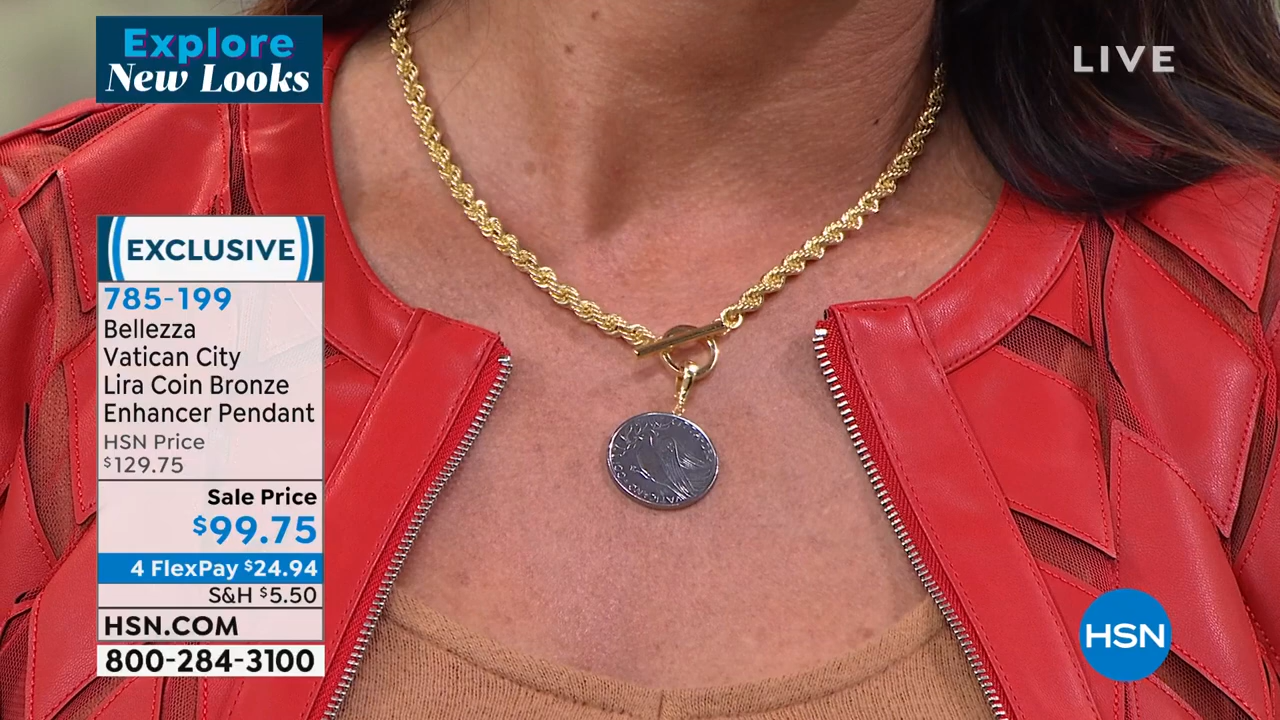 Explore
New Looks
LIVE
EXCLUSIVE
785-199
Bellezza
Vatican City
Lira Coin Bronze
Enhancer Pendant
HSN Price
$129.75
Sale Price
$99.75
4 FlexPay $24.94
S&H $5.50
HSN.COM
800-284-3100
HSN